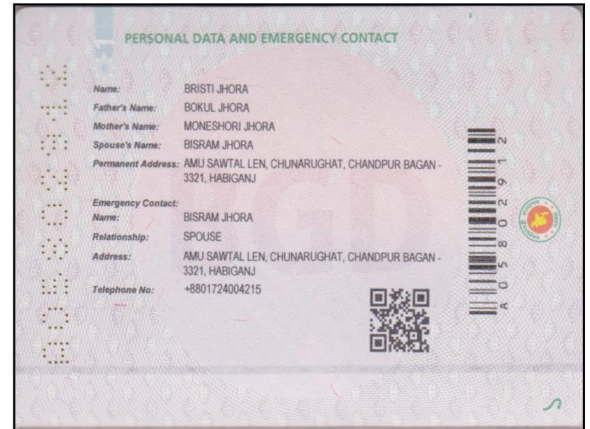 PERSONAL DATA AND EMERGENCY CONTACT
Name: BRISTI JHORA
Father's Name: BOKUL JHORA
Mother's Name: MONESHORI JHORA
Spouse's Name: BISRAM JHORA
Permanent Address: AMU SAWTAL LEN, CHUNARUGHAT, CHANDPUR BAGAN -
3321, HABIGANJ
Emergency Contact:
Name: BISRAM JHORA
Relationship: SPOUSE
Address: AMU SAWTAL LEN, CHUNARUGHAT, CHANDPUR BAGAN -
3321, HABIGANJ
Telephone No: +8801724004215
A05802912